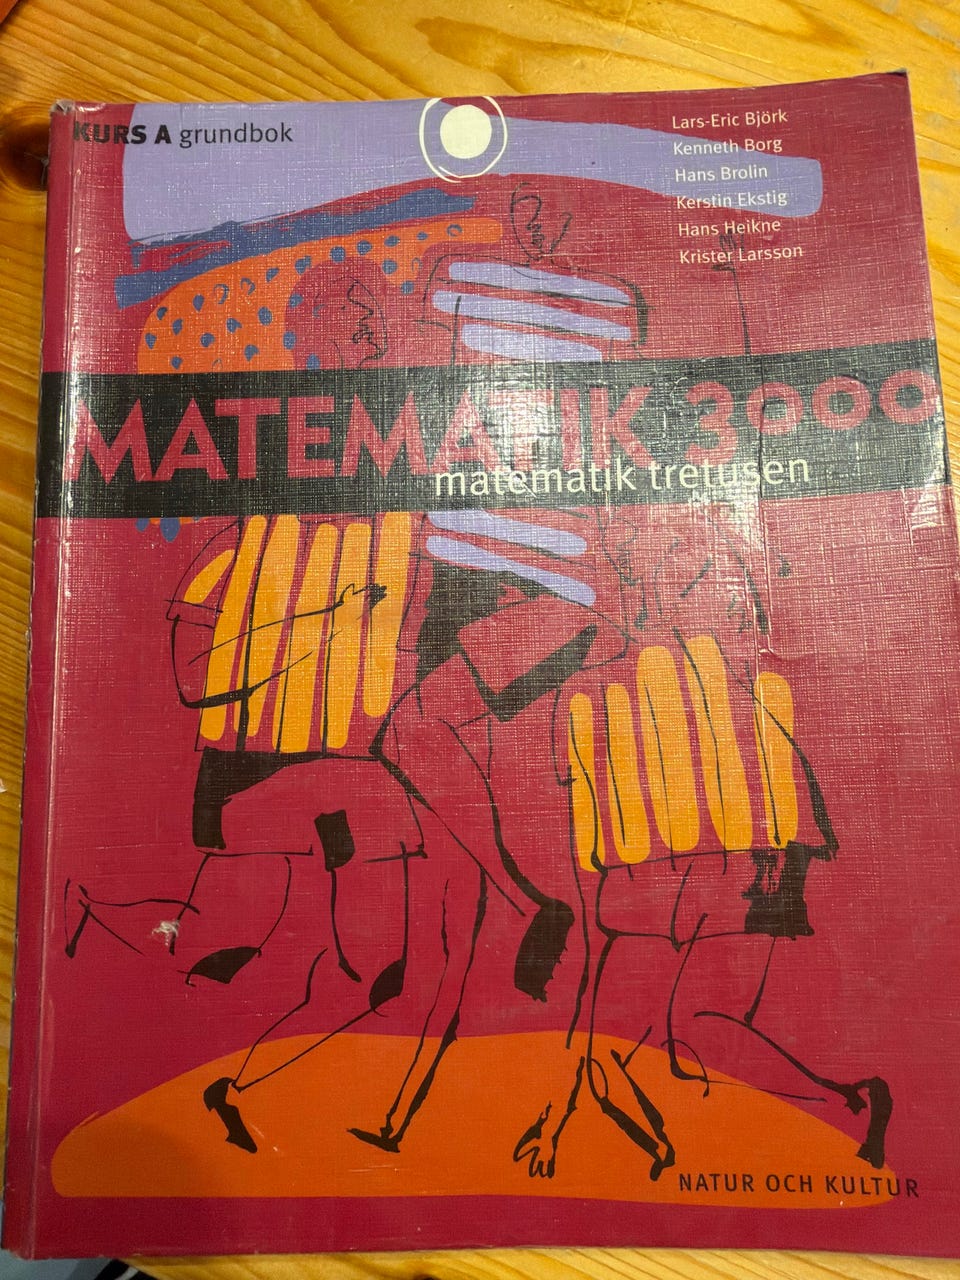 KURS A grundbok
Lars-Eric Björk
Kenneth Borg
Hans Brolin
Kerstin Ekstig
Hans Heikne
Krister Larsson
MATEMATIK 3000
matematik tretusen
NATUR OCH KULTUR